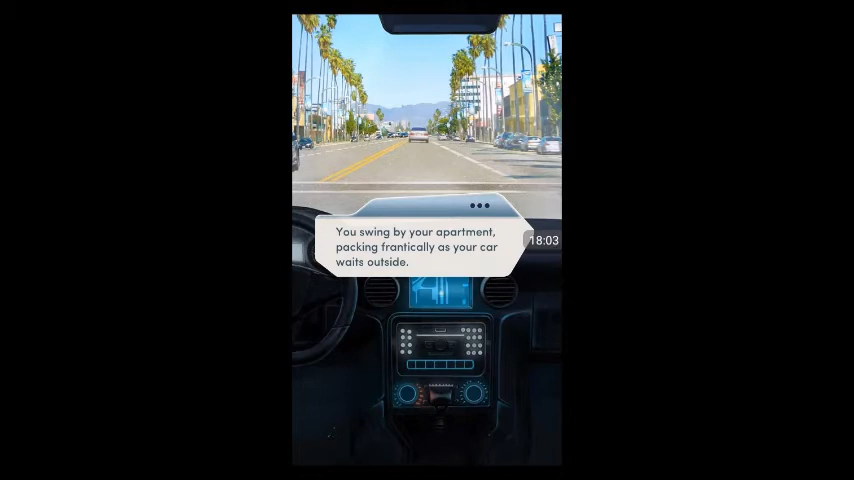 You swing by your apartment,
packing frantically as your car
waits outside.
18:03